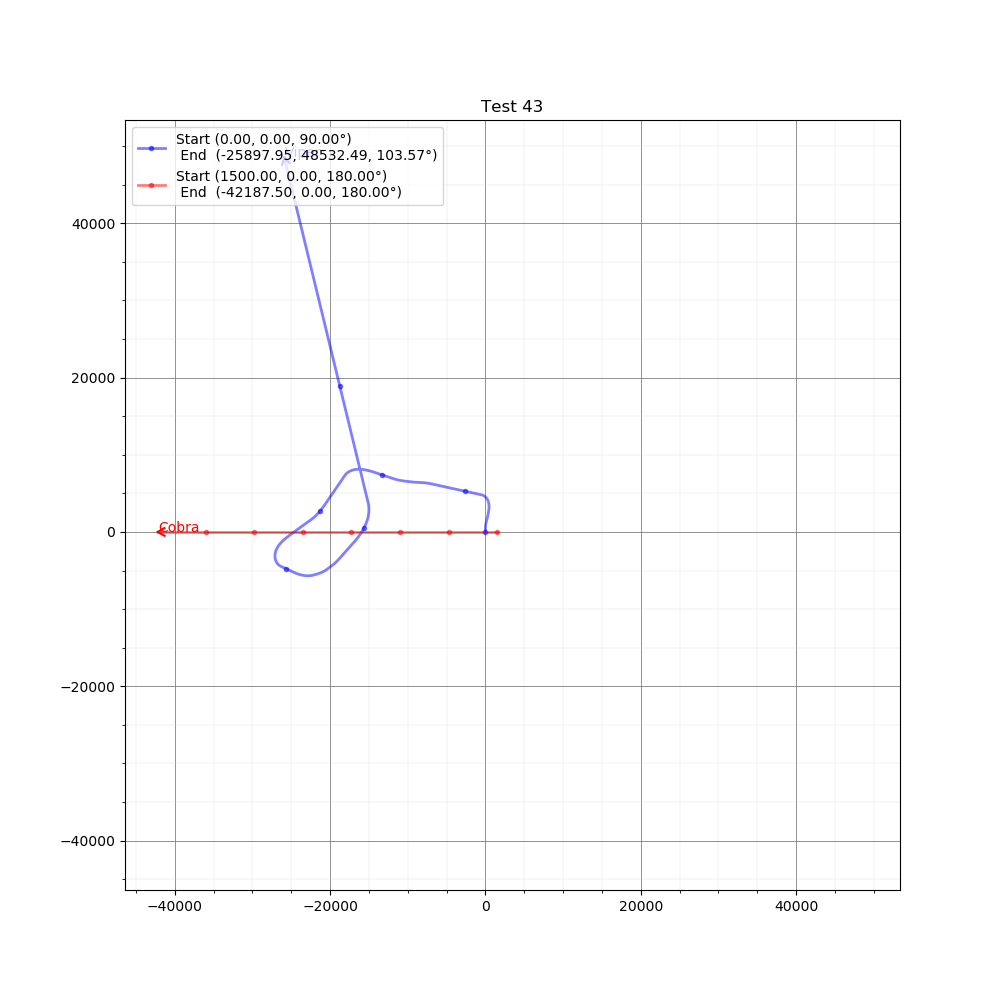 Test 43
Start (0.00, 0.00, 90.00°)
End (-25897.95, 48532.49, 103.57°)
Start (1500.00, 0.00, 180.00°)
End (-42187.50, 0.00, 180.00°)
40000
20000
Cobra
0
−20000
−40000
−40000 −20000 0 20000 40000